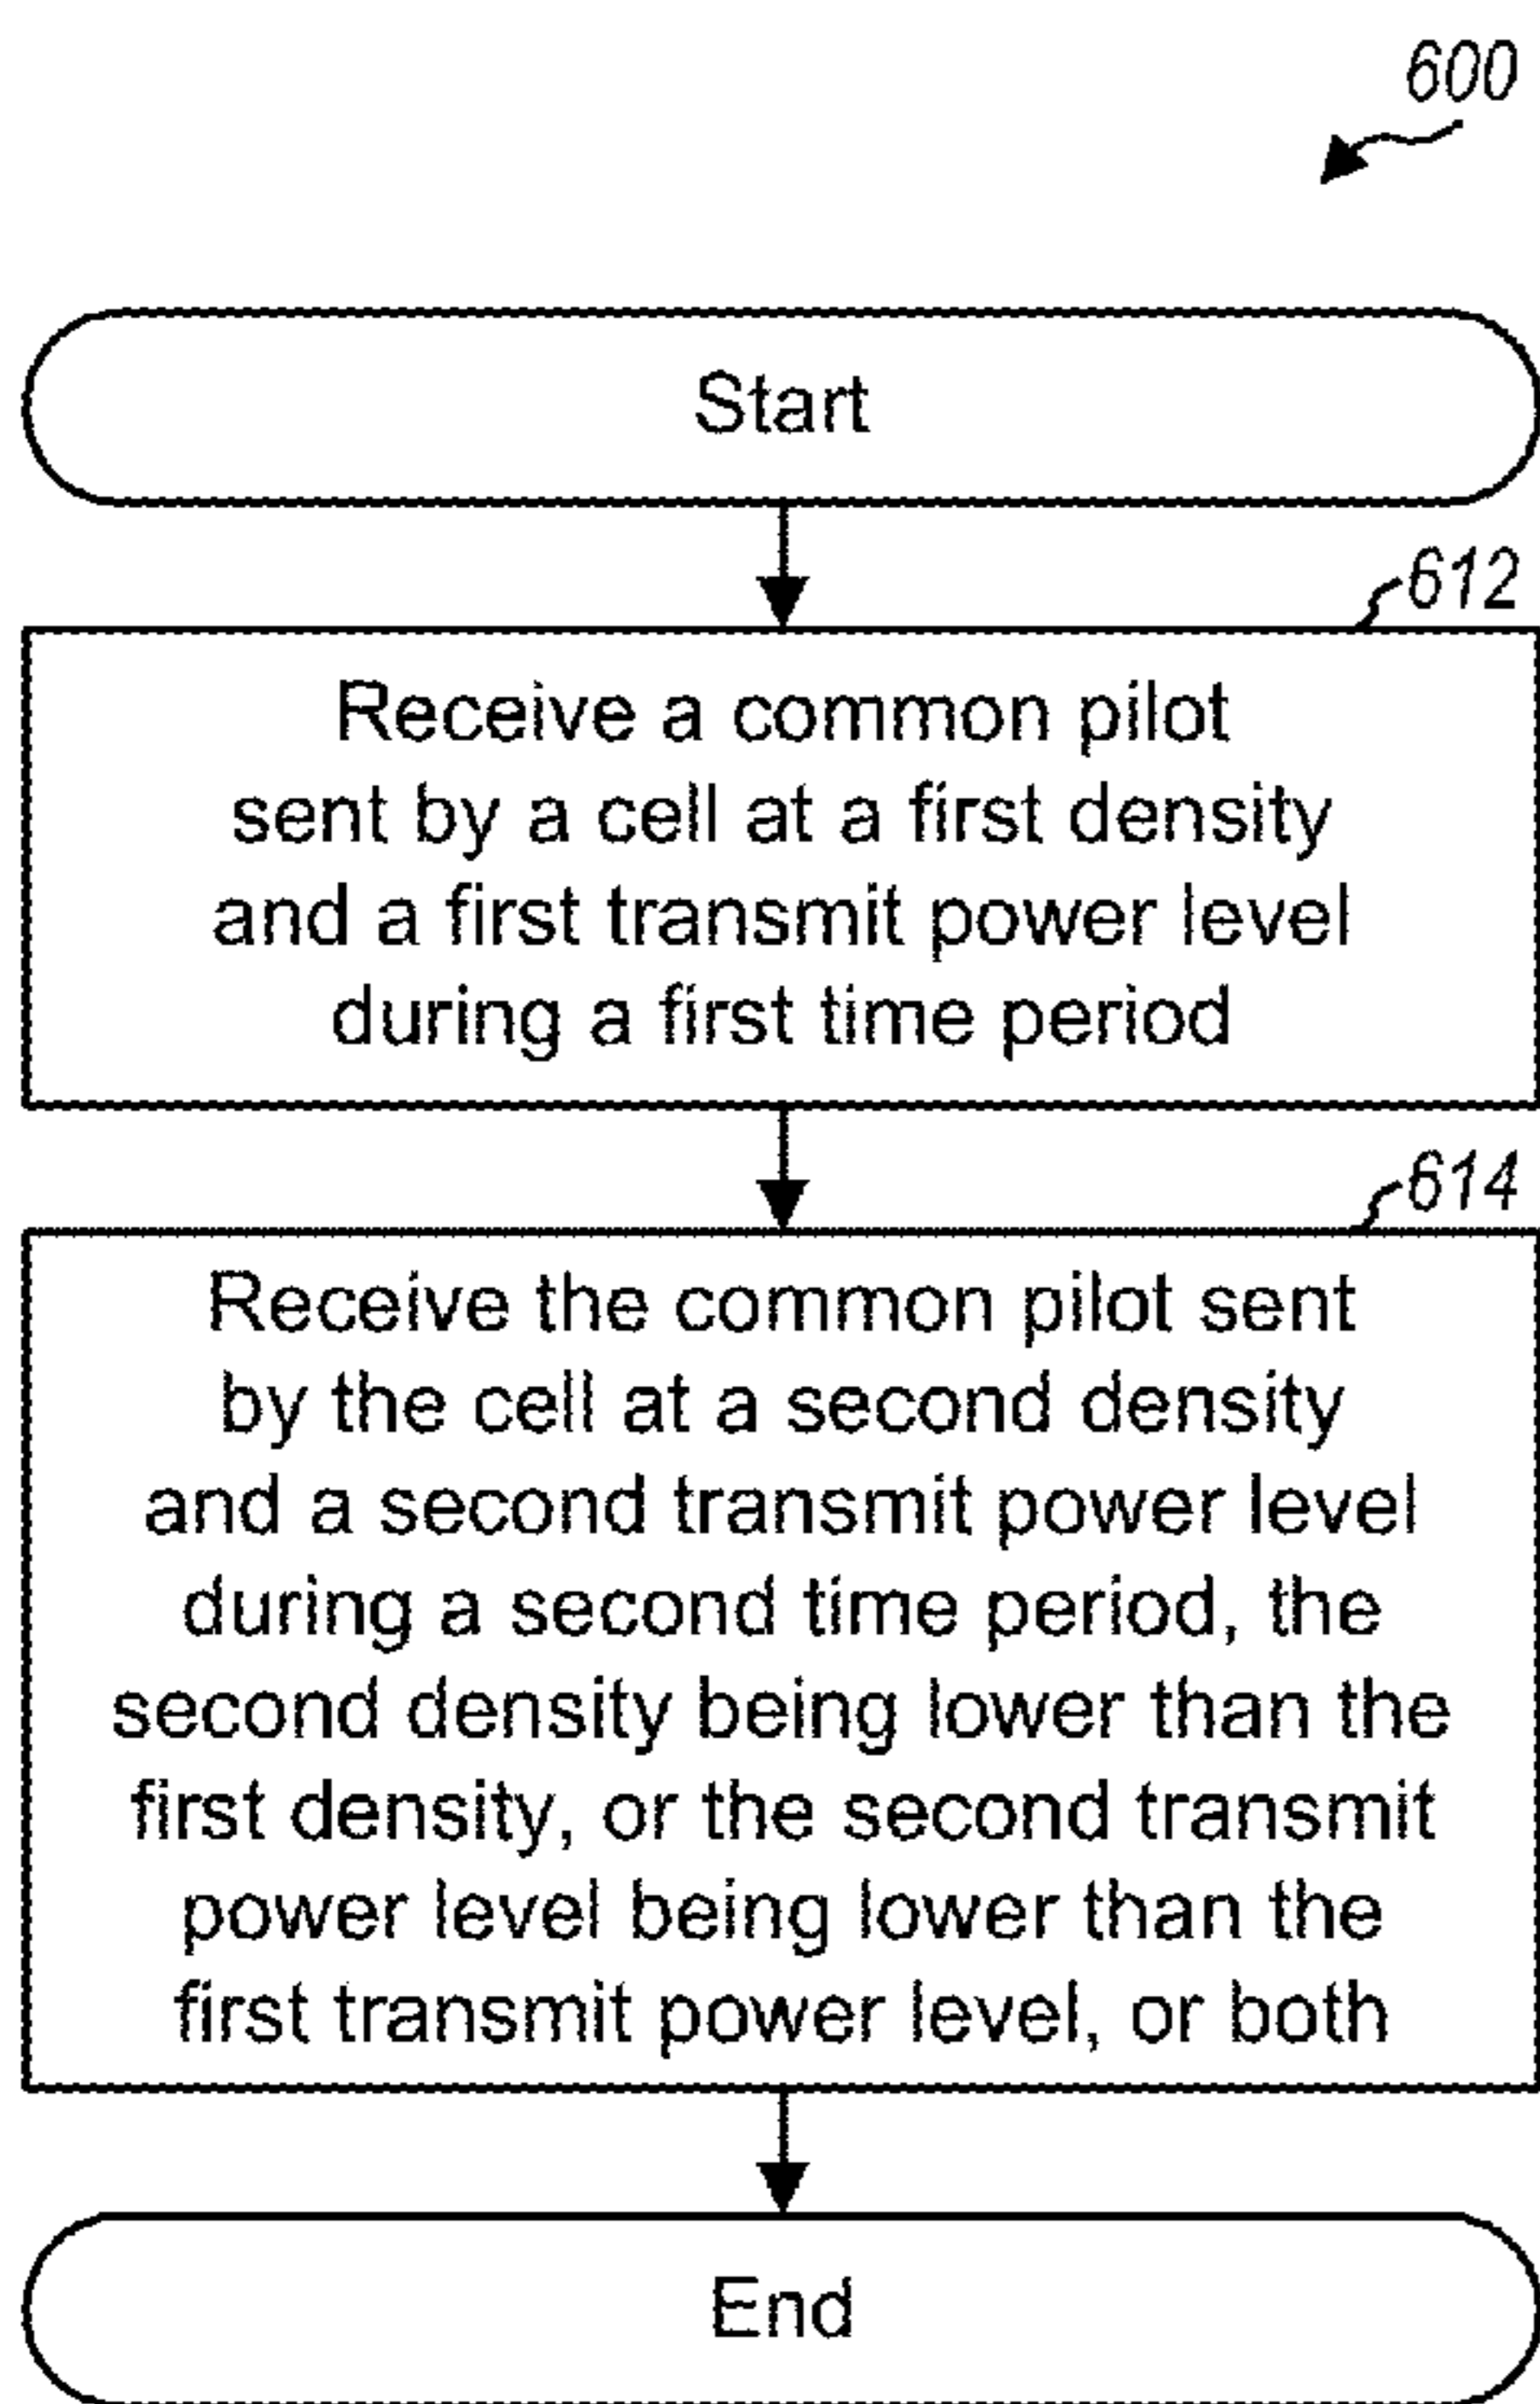 600
Start
612
Receive a common pilot
sent by a cell at a first density
and a first transmit power level
during a first time period
614
Receive the common pilot sent
by the cell at a second density
and a second transmit power level
during a second time period, the
second density being lower than the
first density, or the second transmit
power level being lower than the
first transmit power level, or both
End